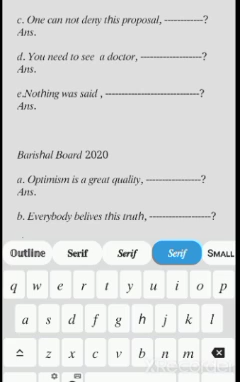 c. One can not deny this proposal, ------------?
Ans.
d. You need to see a doctor, -------------------?
Ans.
e.Nothing was said , -----------------------------?
Ans.
Barishal Board 2020
a. Optimism is a great quality, -----------------?
b. Everybody belives this truth, -------------------?
Outline Serif Serif Serif SMALL
q w e r t y u i o p
a s d f g h j k l
z x c v b n m